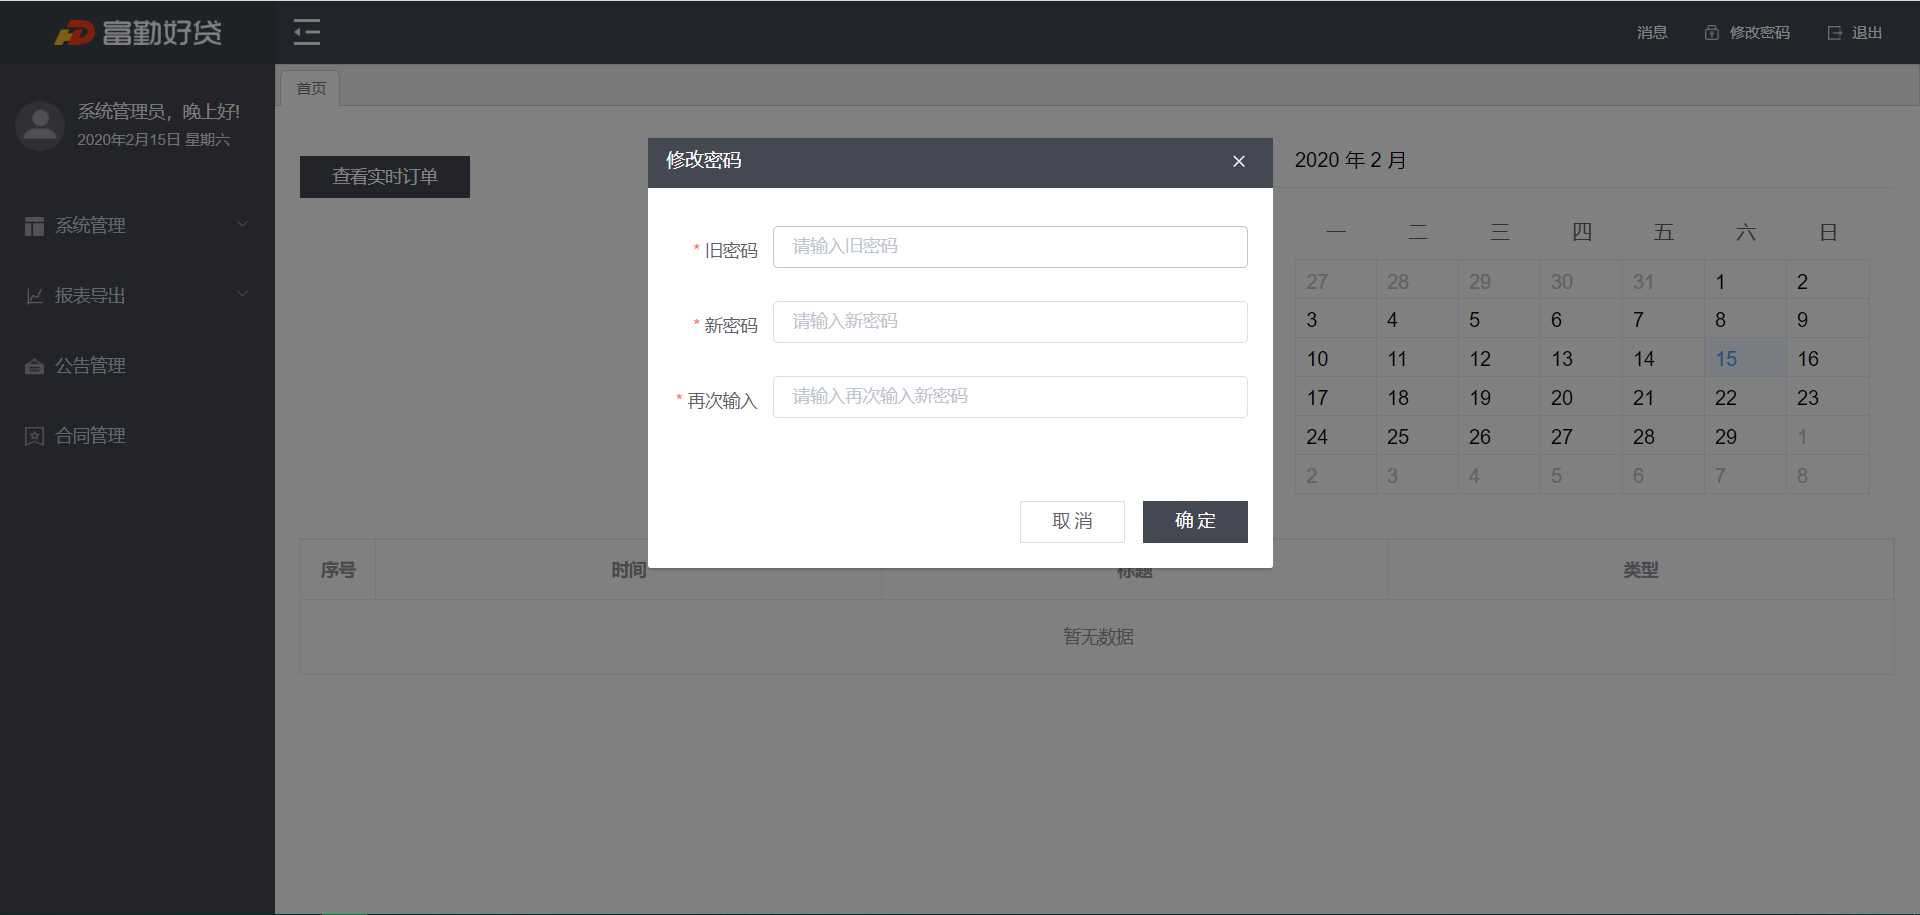 富勤好贷
消息
修改密码
退出
首页
系统管理员，晚上好!
2020年2月15日 星期六
系统管理
报表导出
公告管理
合同管理
查看实时订单
修改密码
* 旧密码 请输入旧密码
* 新密码 请输入新密码
* 再次输入 请输入再次输入新密码
取消 确定
2020 年 2 月
一 二 三 四 五 六 日
27 28 29 30 31 1 2
3 4 5 6 7 8 9
10 11 12 13 14 15 16
17 18 19 20 21 22 23
24 25 26 27 28 29 1
2 3 4 5 6 7 8
序号 时间 标题 类型
暂无数据